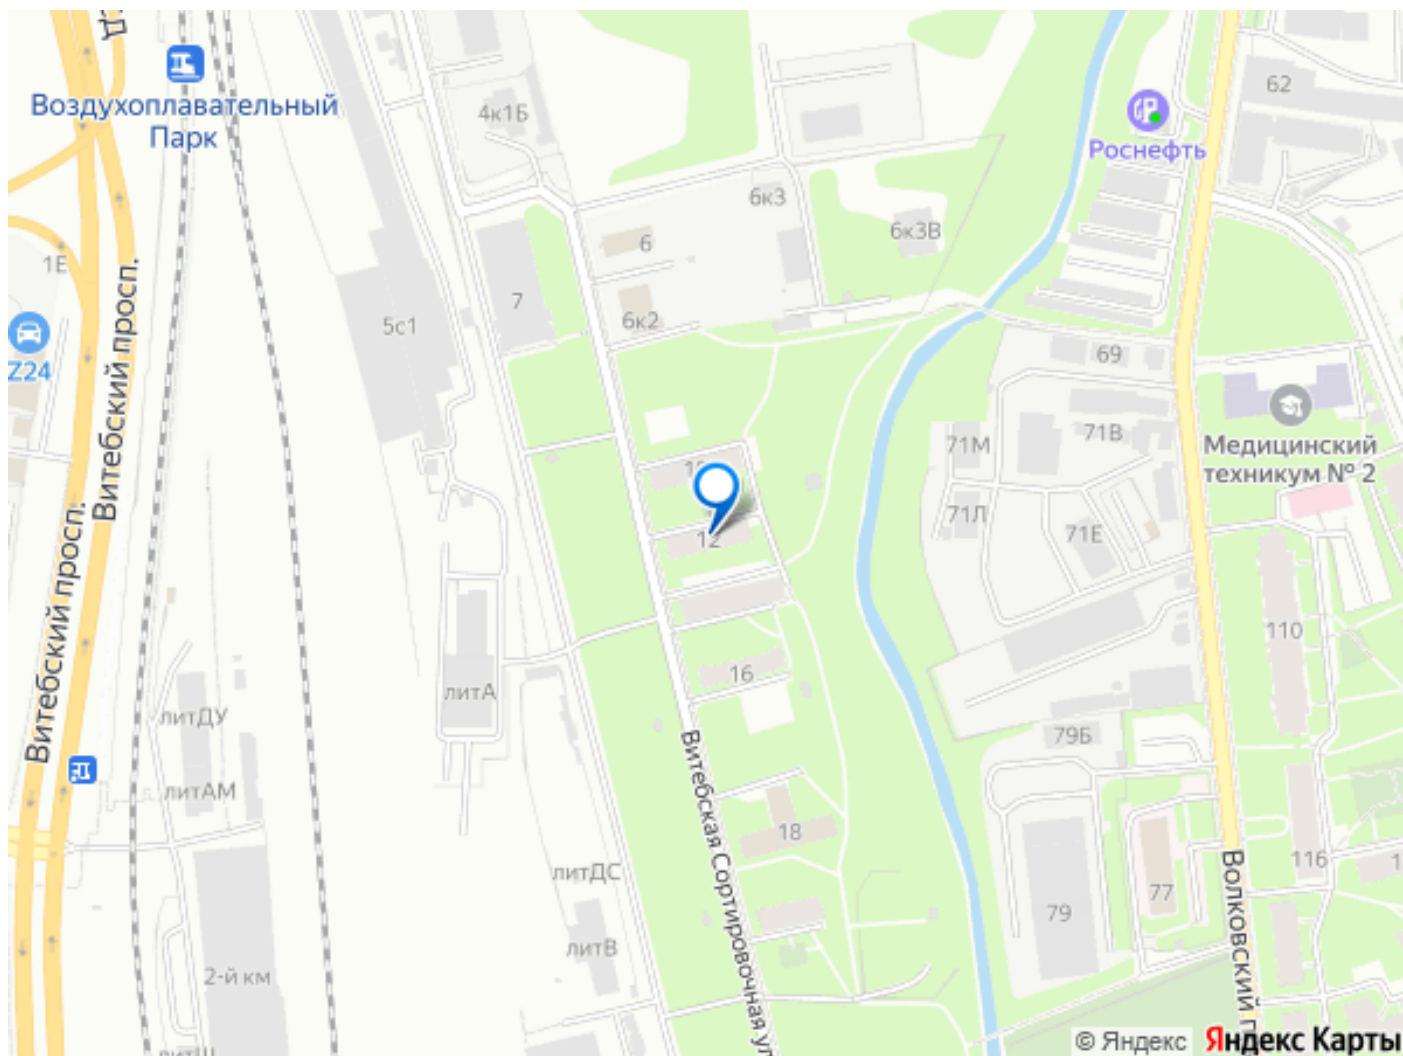 Воздухоплавательный
Парк
4к1Б
62
Роснефть
6к3
6к3В
6
1Е
7
6к2
5с1
Z24
69
Витебский просп.
71М
71В
Медицинский
техникум № 2
71Л
71Е
12
Витебский просп.
110
16
литА
литДУ
79Б
литАМ
Витебская Сортировочная ул
18
литДС
116
77
79
Волковский п
литВ
2-й км
© Яндекс
Яндекс Карты